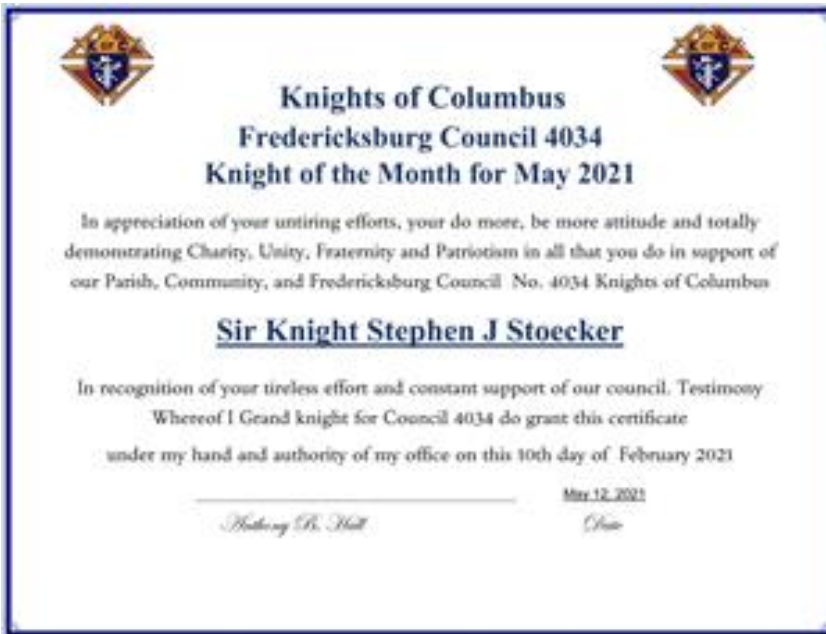 K of C
K of C
Knights of Columbus
Fredericksburg Council 4034
Knight of the Month for May 2021
In appreciation of your untiring efforts, your do more, be more attitude and totally
demonstrating Charity, Unity, Fraternity and Patriotism in all that you do in support of
our Parish, Community, and Fredericksburg Council No. 4034 Knights of Columbus
Sir Knight Stephen J Stoecker
In recognition of your tireless effort and constant support of our council. Testimony
Whereof I Grand knight for Council 4034 do grant this certificate
under my hand and authority of my office on this 10th day of February 2021
May 12, 2021
Anthony B. Hall
Date